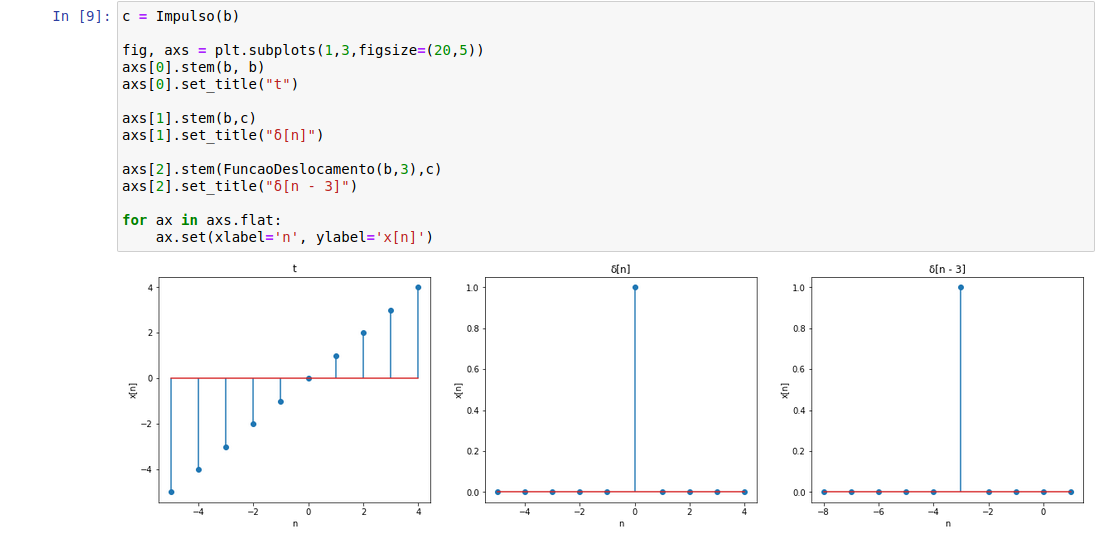 In [9]: c = Impulso(b)
fig, axs = plt.subplots(1,3,figsize=(20,5))
axs[0].stem(b, b)
axs[0].set_title("t")
axs[1].stem(b,c)
axs[1].set_title("δ[n]")
axs[2].stem(FuncaoDeslocamento(b,3),c)
axs[2].set_title("δ[n - 3]")
for ax in axs.flat:
    ax.set(xlabel='n', ylabel='x[n]')
t
4
2
0
−2
−4
x[n]
−4 −2 0 2 4
n
δ[n]
1.0
0.8
0.6
0.4
0.2
0.0
x[n]
−4 −2 0 2 4
n
δ[n - 3]
1.0
0.8
0.6
0.4
0.2
0.0
x[n]
−8 −6 −4 −2 0
n